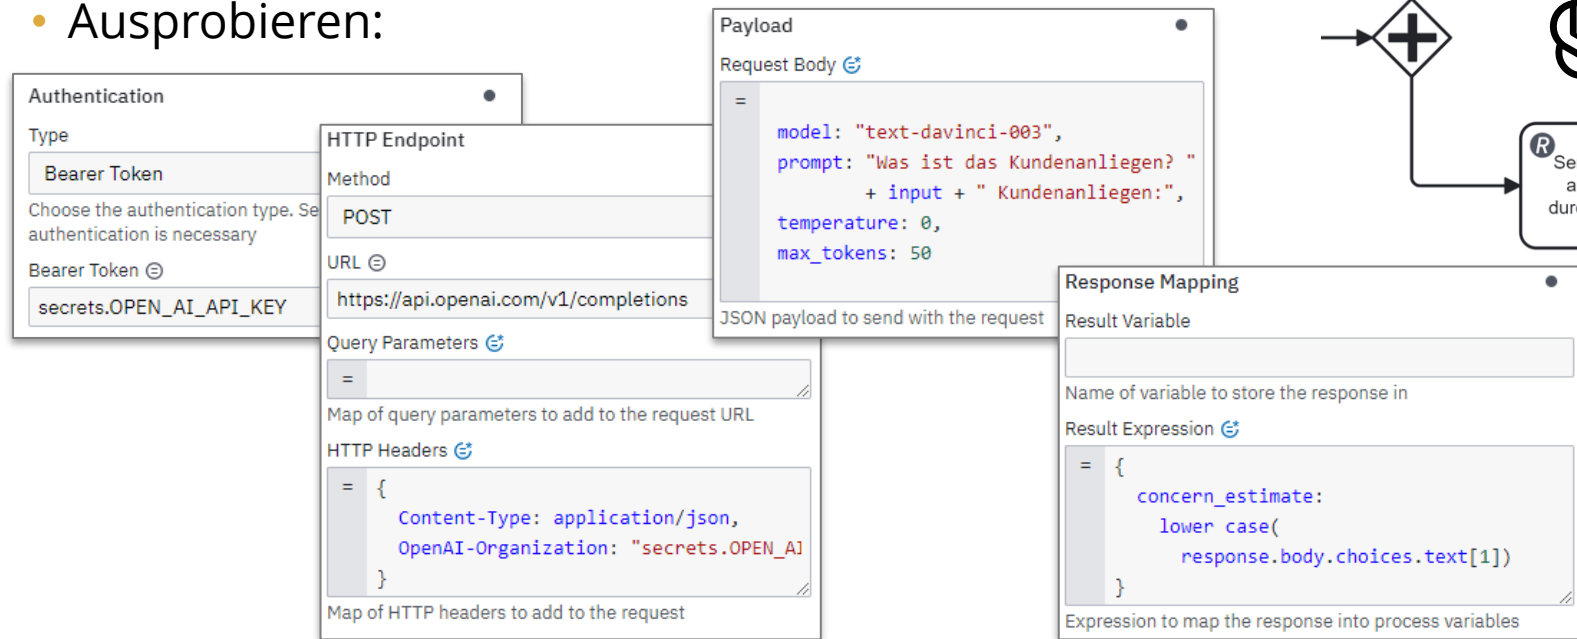 • Ausprobieren:
Authentication
Type
Bearer Token
Choose the authentication type. Se
authentication is necessary
Bearer Token
secrets.OPEN_AI_API_KEY
HTTP Endpoint
Method
POST
URL
https://api.openai.com/v1/completions
Query Parameters
=
Map of query parameters to add to the request URL
HTTP Headers
= {
Content-Type: application/json,
OpenAI-Organization: "secrets.OPEN_AI
}
Map of HTTP headers to add to the request
Payload
Request Body
=
model: "text-davinci-003",
prompt: "Was ist das Kundenanliegen? "
+ input + " Kundenanliegen:",
temperature: 0,
max_tokens: 50
JSON payload to send with the request
Response Mapping
Result Variable
Name of variable to store the response in
Result Expression
= {
concern_estimate:
lower case(
response.body.choices.text[1])
}
Expression to map the response into process variables
R
Se
a
dur